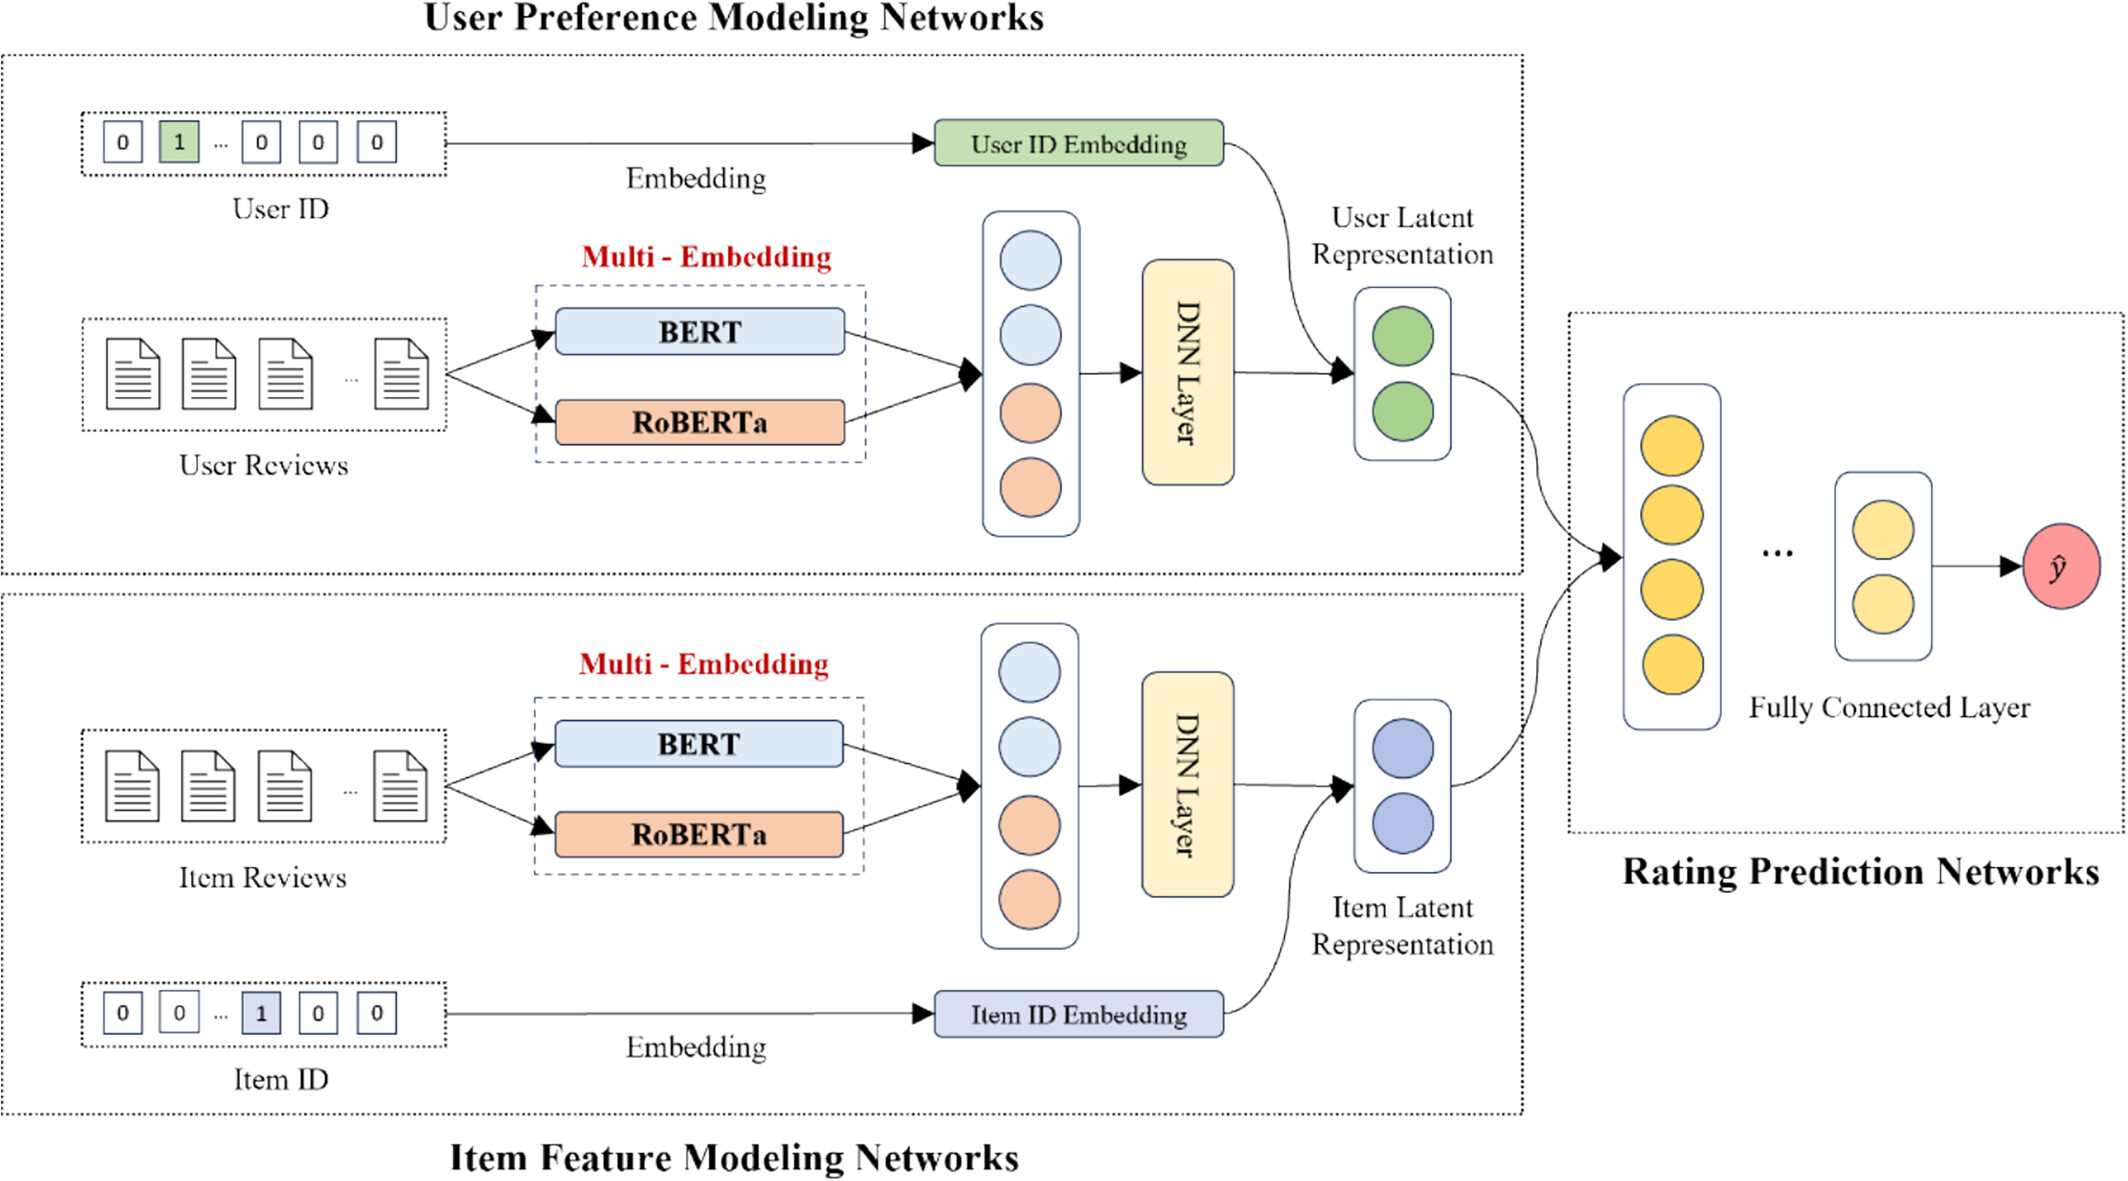 User Preference Modeling Networks
0 1 ... 0 0 0
User ID
Embedding
User ID Embedding
Multi - Embedding
BERT
RoBERTa
...
User Reviews
DNN Layer
User Latent
Representation
Multi - Embedding
BERT
RoBERTa
...
Item Reviews
DNN Layer
Item Latent
Representation
0 0 ... 1 0 0
Item ID
Embedding
Item ID Embedding
Item Feature Modeling Networks
...
ŷ
Fully Connected Layer
Rating Prediction Networks